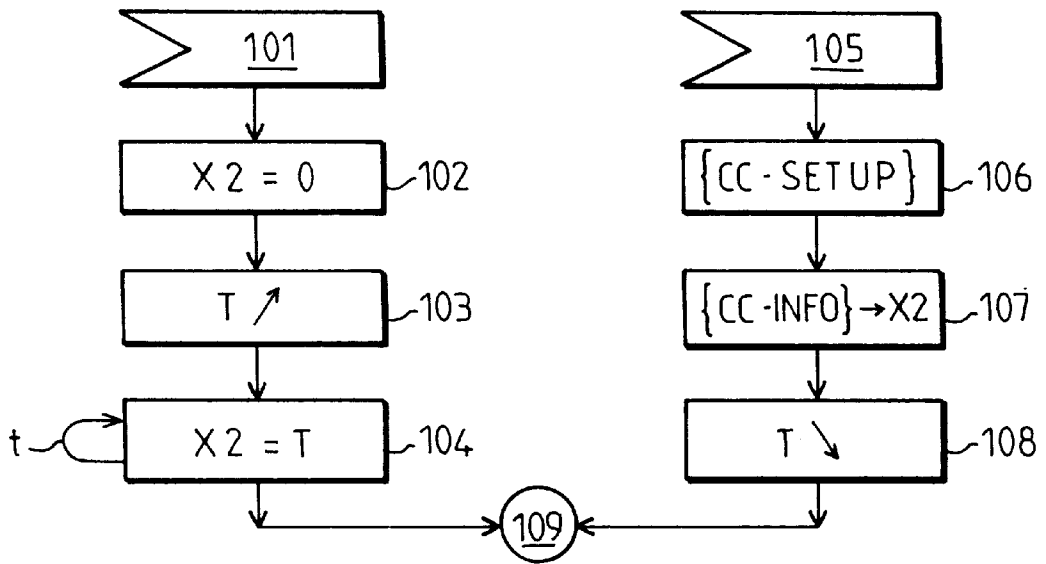 101
X2 = 0
102
T ↗
103
t
X2 = T
104
105
{CC-SETUP}
106
{CC-INFO}→X2
107
T ↘
108
109